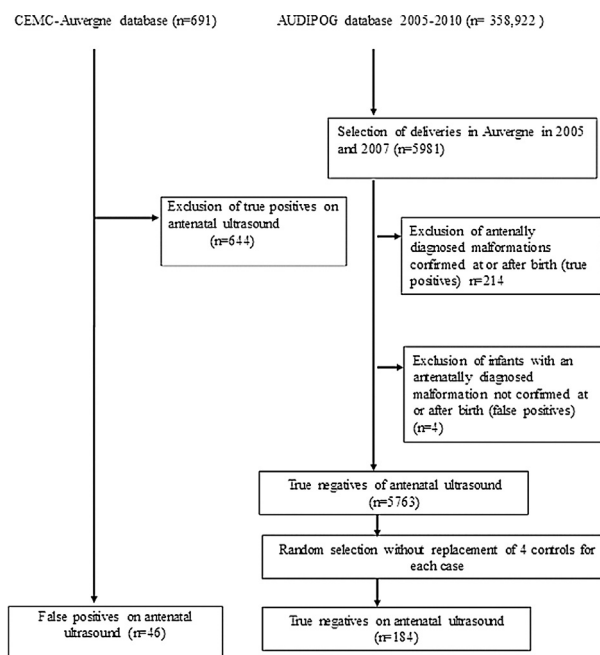 CEMC-Auvergne database (n=691)
AUDIPOG database 2005-2010 (n= 358,922 )
Selection of deliveries in Auvergne in 2005
and 2007 (n=5981)
Exclusion of true positives on
antenatal ultrasound
(n=644)
Exclusion of antenally
diagnosed malformations
confirmed at or after birth (true
positives) n=214
Exclusion of infants with an
antenatally diagnosed
malformation not confirmed at
or after birth (false positives)
(n=4)
True negatives of antenatal ultrasound
(n=5763)
Random selection without replacement of 4 controls for
each case
False positives on antenatal
ultrasound (n=46)
True negatives on antenatal ultrasound
(n=184)